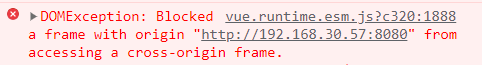 DOMException: Blocked vue.runtime.esm.js?c320:1888
a frame with origin "http://192.168.30.57:8080" from
accessing a cross-origin frame.